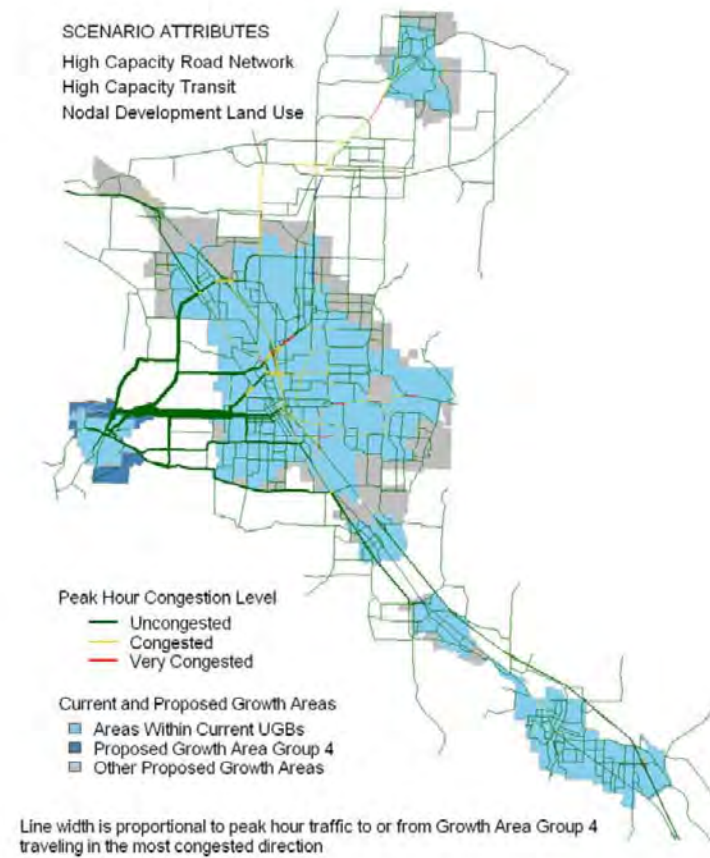 SCENARIO ATTRIBUTES
High Capacity Road Network
High Capacity Transit
Nodal Development Land Use
Peak Hour Congestion Level
Uncongested
Congested
Very Congested
Current and Proposed Growth Areas
Areas Within Current UGBs
Proposed Growth Area Group 4
Other Proposed Growth Areas
Line width is proportional to peak hour traffic to or from Growth Area Group 4
traveling in the most congested direction